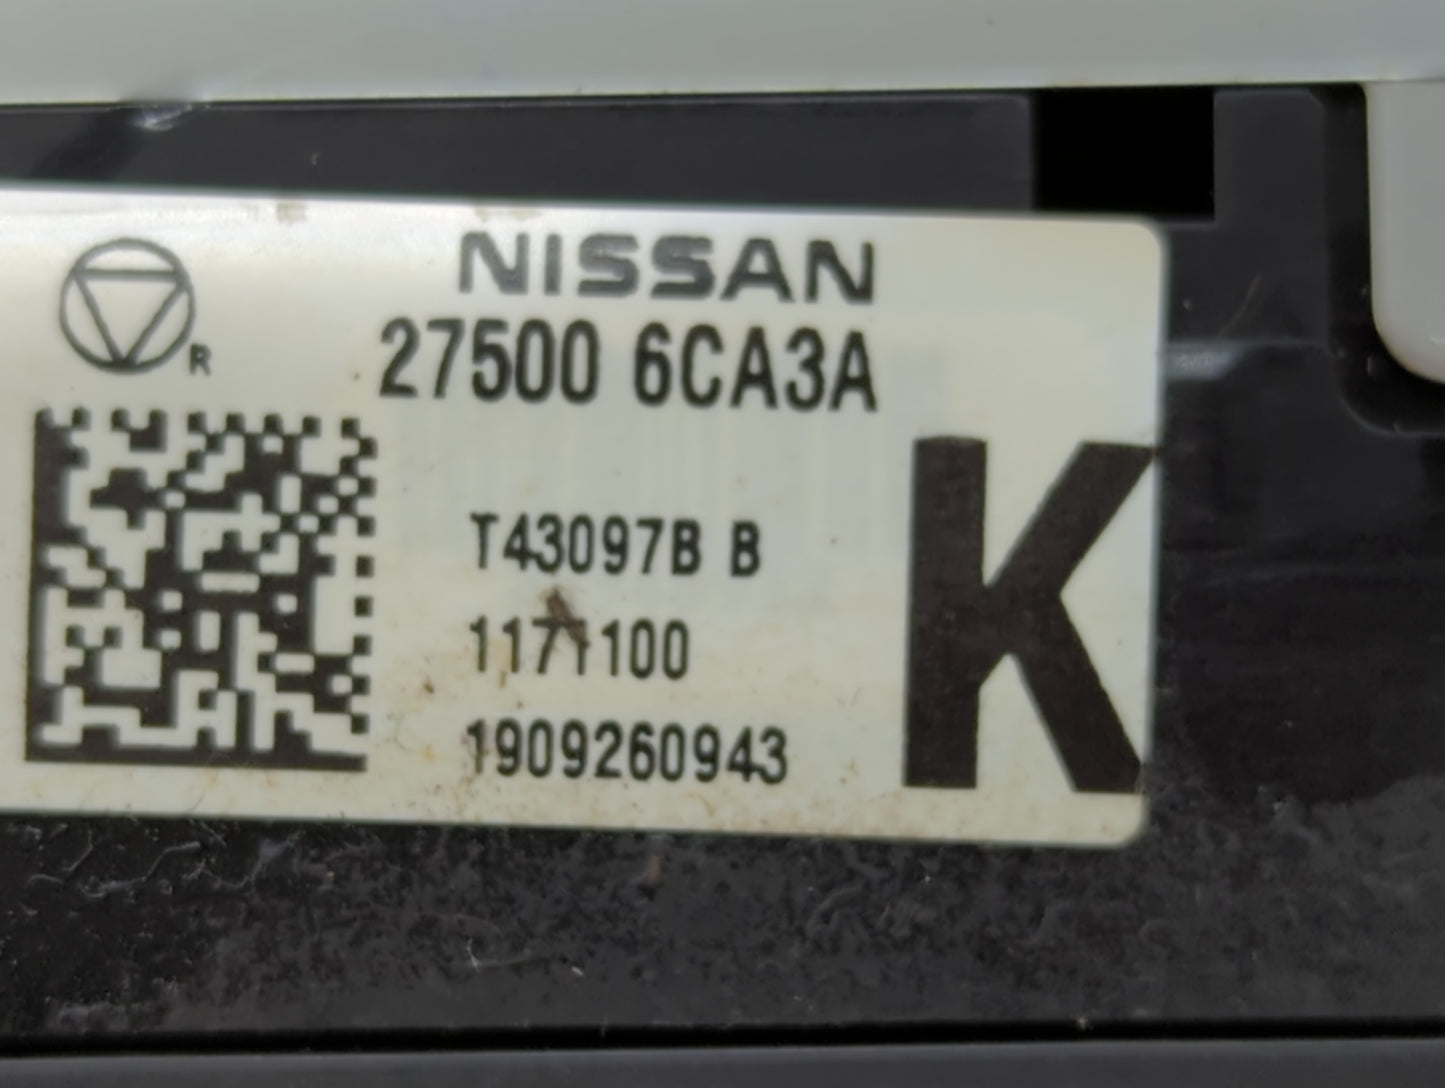 NISSAN
27500 6CA3A
R
K
T43097B B
1171100
1909260943